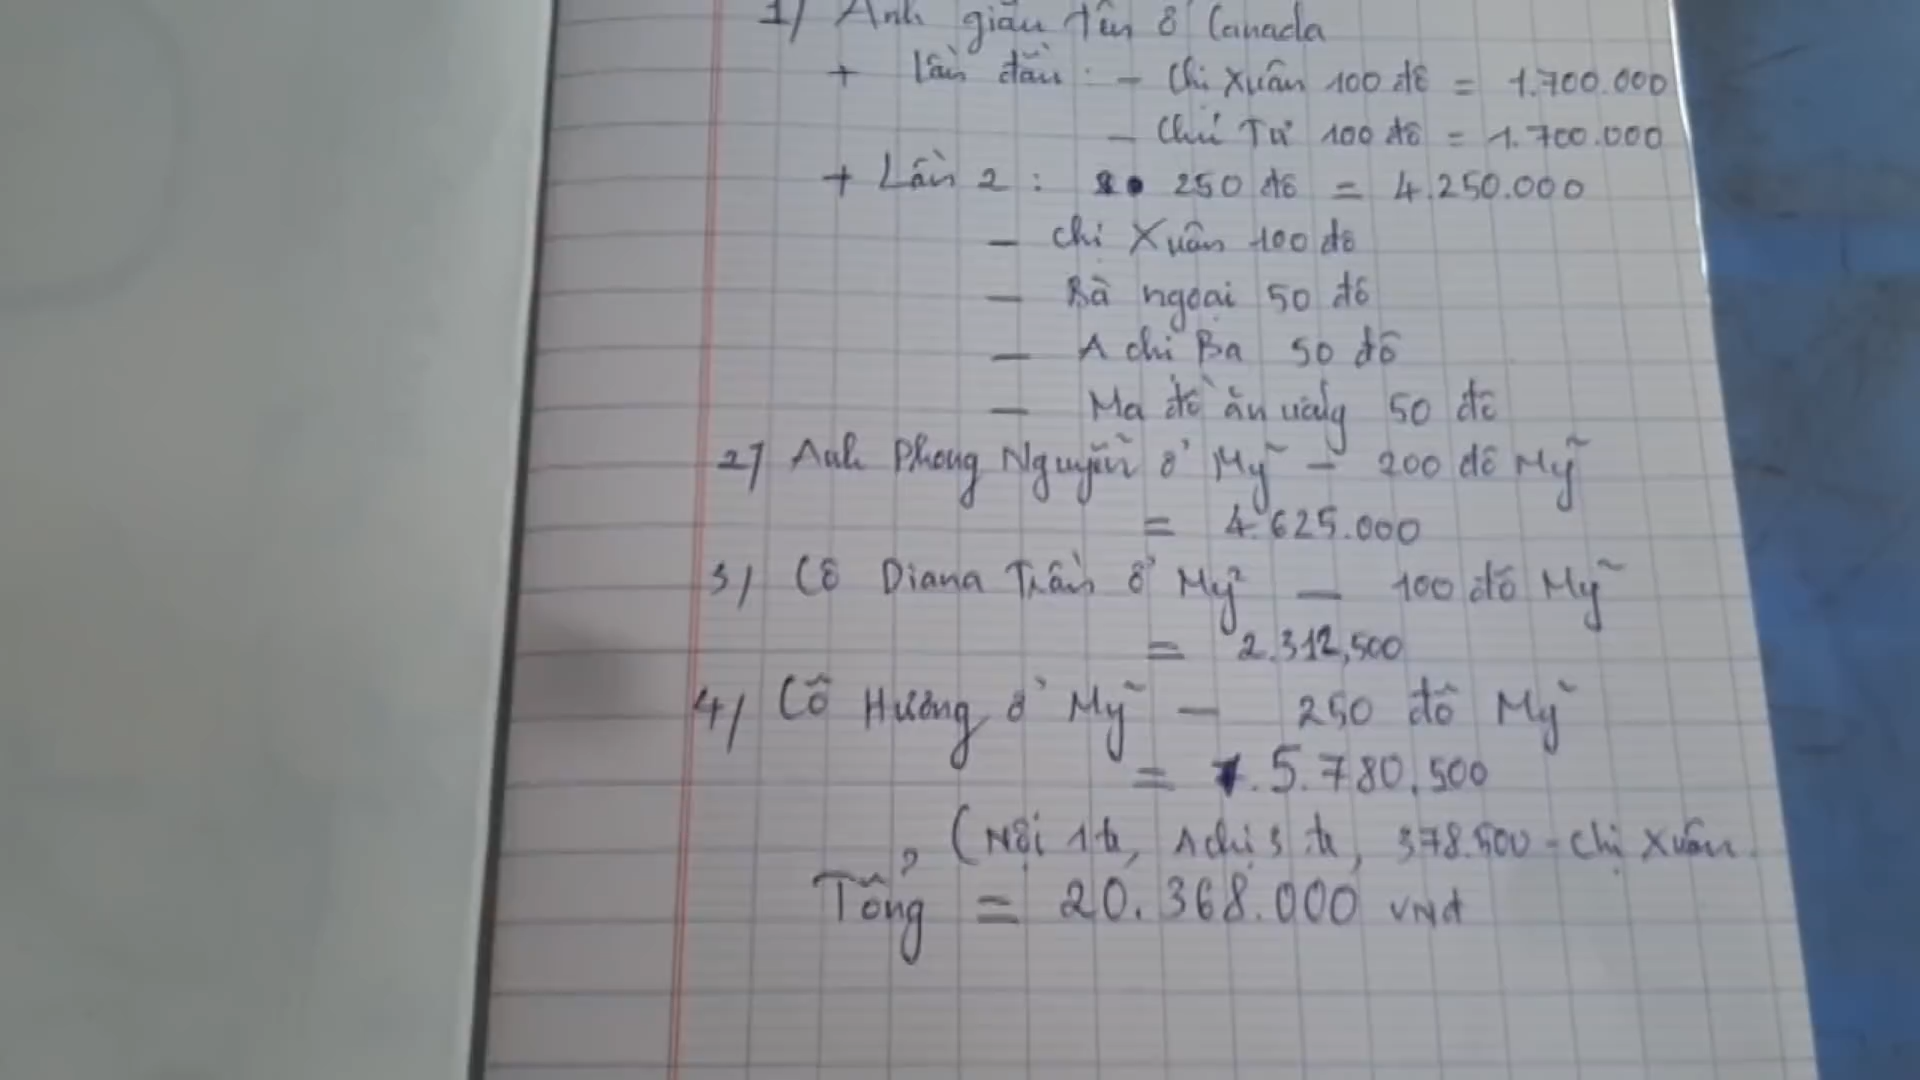 1) Anh giấu tên ở Canada
+ Lần đầu : - Chị Xuân 100 đô = 1.700.000
- Chú Tư 100 đô = 1.700.000
+ Lần 2 : 250 đô = 4.250.000
- Chị Xuân 100 đô
- Bà ngoại 50 đô
- A chị Ba 50 đô
- Ma đồ ăn uống 50 đô
2) Anh Phong Nguyễn ở Mỹ - 200 đô Mỹ
= 4.625.000
3) Cô Diana Trần ở Mỹ - 100 đô Mỹ
= 2.312,500
4) Cô Hương ở Mỹ - 250 đô Mỹ
= 5.780.500
(Nội 1tr, A chị 3 tr, 378.500 - chị Xuân
Tổng = 20.368.000 vnđ